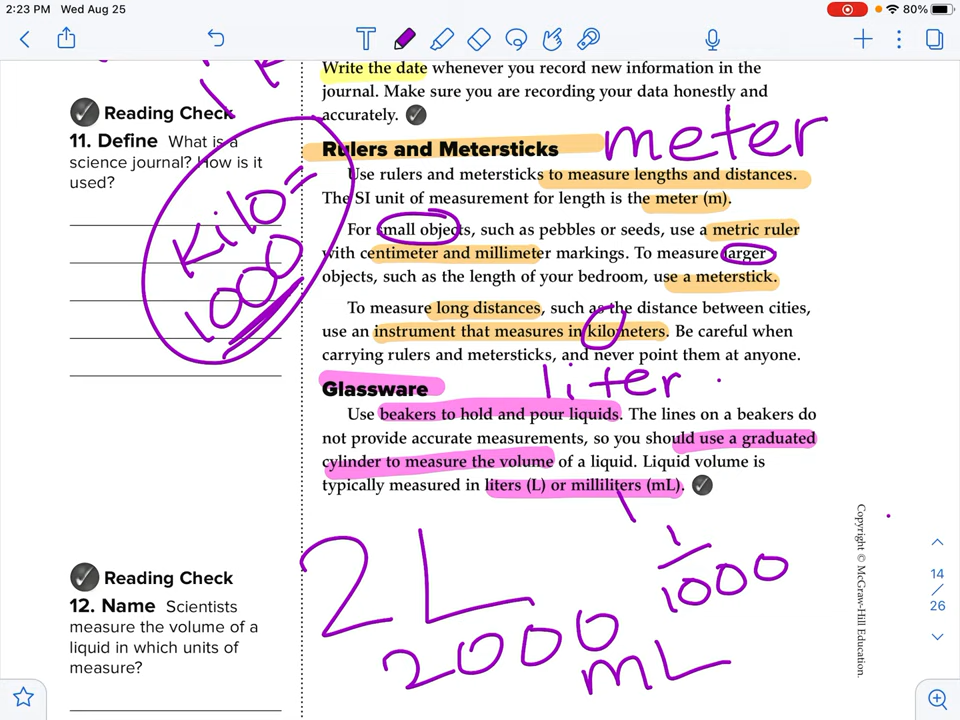 2:23 PM Wed Aug 25
80%
T
Write the date whenever you record new information in the
journal. Make sure you are recording your data honestly and
accurately.
Reading Check
11. Define What is a
science journal? How is it
used?
Kilo=
1000
Rulers and Metersticks
meter
Use rulers and metersticks to measure lengths and distances.
The SI unit of measurement for length is the meter (m).
For small objects, such as pebbles or seeds, use a metric ruler
with centimeter and millimeter markings. To measure larger
objects, such as the length of your bedroom, use a meterstick.
To measure long distances, such as the distance between cities,
use an instrument that measures in kilometers. Be careful when
carrying rulers and metersticks, and never point them at anyone.
Glassware
liter
Use beakers to hold and pour liquids. The lines on a beakers do
not provide accurate measurements, so you should use a graduated
cylinder to measure the volume of a liquid. Liquid volume is
typically measured in liters (L) or milliliters (mL).
2L
1/1000
2000
mL
Reading Check
12. Name Scientists
measure the volume of a
liquid in which units of
measure?
Copyright © McGraw-Hill Education.
14
/
26